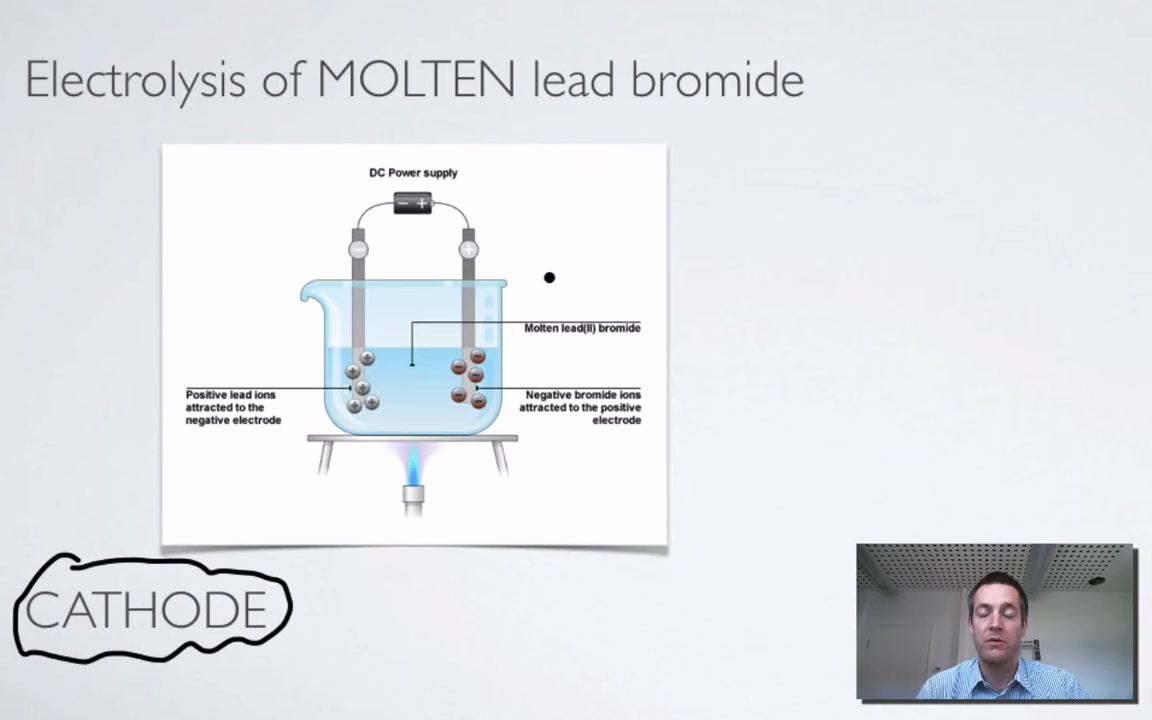 Electrolysis of MOLTEN lead bromide
DC Power supply
− +
− +
Molten lead(II) bromide
Positive lead ions
attracted to the
negative electrode
Negative bromide ions
attracted to the positive
electrode
CATHODE